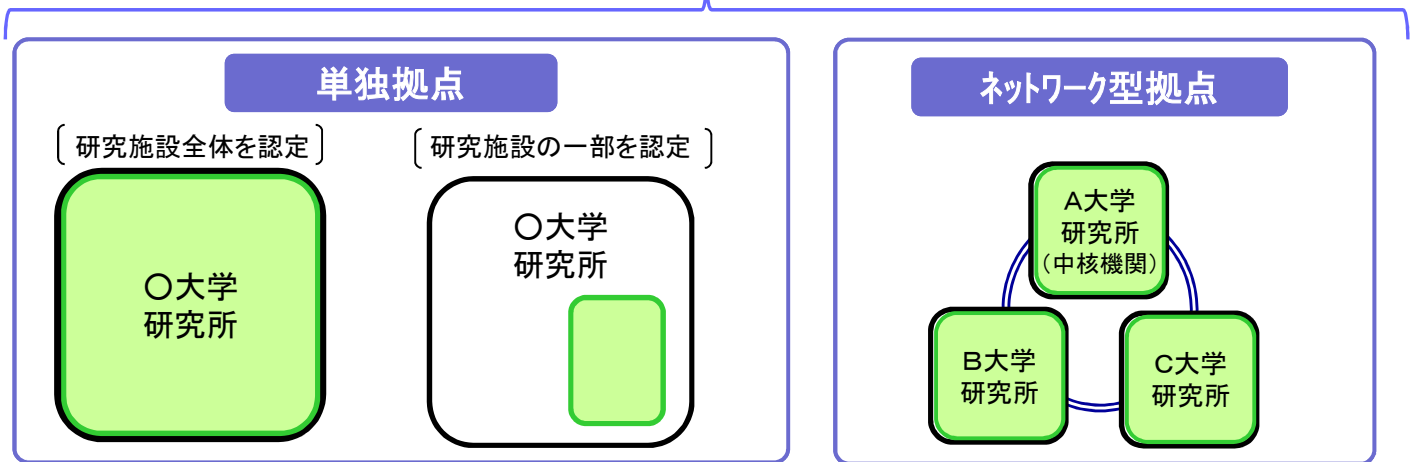 単独拠点
研究施設全体を認定
〇大学
研究所
研究施設の一部を認定
〇大学
研究所
ネットワーク型拠点
A大学
研究所
（中核機関）
B大学
研究所
C大学
研究所